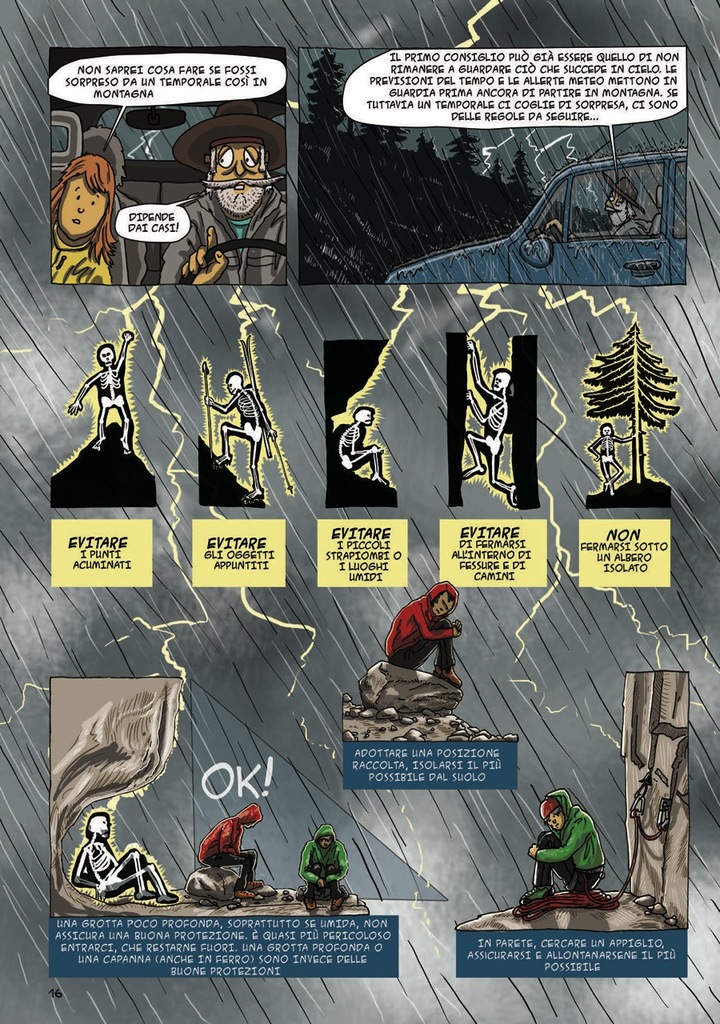 NON SAPREI COSA FARE SE FOSSI
SORPRESO DA UN TEMPORALE COSÌ IN
MONTAGNA
DIPENDE
DAI CASI!
IL PRIMO CONSIGLIO PUÒ GIÀ ESSERE QUELLO DI NON
RIMANERE A GUARDARE CIÒ CHE SUCCEDE IN CIELO. LE
PREVISIONI DEL TEMPO E LE ALLERTE METEO METTONO IN
GUARDIA PRIMA ANCORA DI PARTIRE IN MONTAGNA. SE
TUTTAVIA UN TEMPORALE CI COGLIE DI SORPRESA, CI SONO
DELLE REGOLE DA SEGUIRE...
EVITARE
I PUNTI
ACUMINATI
EVITARE
GLI OGGETTI
APPUNTITI
EVITARE
I PICCOLI
STRAPIOMBI O
I LUOGHI
UMIDI
EVITARE
DI FERMARSI
ALL'INTERNO DI
FESSURE E DI
CAMINI
NON
FERMARSI SOTTO
UN ALBERO
ISOLATO
ADOTTARE UNA POSIZIONE
RACCOLTA, ISOLARSI IL PIÙ
POSSIBILE DAL SUOLO
OK!
UNA GROTTA POCO PROFONDA, SOPRATTUTTO SE UMIDA, NON
ASSICURA UNA BUONA PROTEZIONE. È QUASI PIÙ PERICOLOSO
ENTRARCI, CHE RESTARNE FUORI. UNA GROTTA PROFONDA O
UNA CAPANNA (ANCHE IN FERRO) SONO INVECE DELLE
BUONE PROTEZIONI
IN PARETE, CERCARE UN APPIGLIO,
ASSICURARSI E ALLONTANARSENE IL PIÙ
POSSIBILE
16